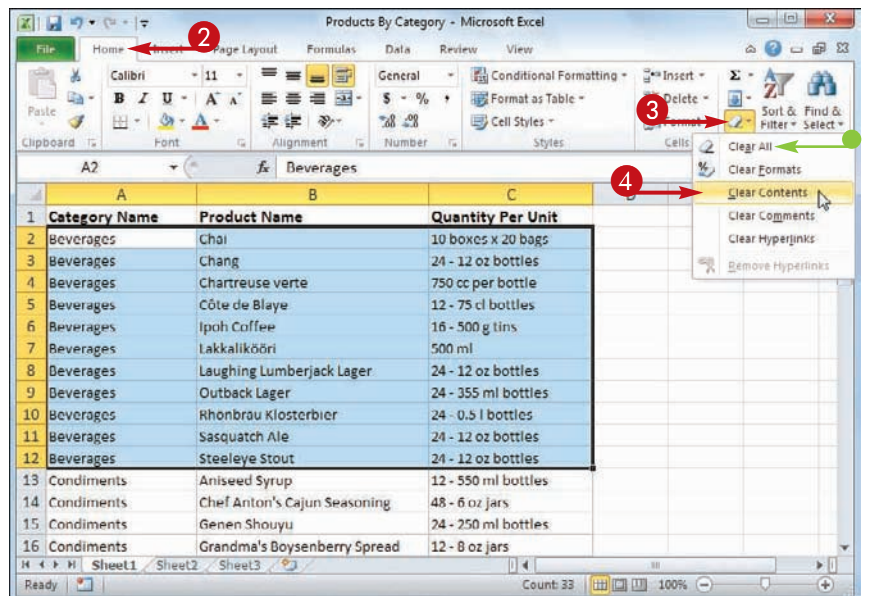 Products By Category - Microsoft Excel
2
File Home Page Layout Formulas Data Review View
Paste
Calibri 11
B I U A A
General
$ % ,
Conditional Formatting
Format as Table
Cell Styles
Insert
Delete
3
Σ
Sort & Filter
Find & Select
Clipboard Font Alignment Number Styles Cells
Clear All
Clear Formats
4
Clear Contents
Clear Comments
Clear Hyperlinks
Remove Hyperlinks
A2 fx Beverages
A B C D
1 Category Name Product Name Quantity Per Unit
2 Beverages Chai 10 boxes x 20 bags
3 Beverages Chang 24 - 12 oz bottles
4 Beverages Chartreuse verte 750 cc per bottle
5 Beverages Côte de Blaye 12 - 75 cl bottles
6 Beverages Ipoh Coffee 16 - 500 g tins
7 Beverages Lakkalikööri 500 ml
8 Beverages Laughing Lumberjack Lager 24 - 12 oz bottles
9 Beverages Outback Lager 24 - 355 ml bottles
10 Beverages Rhönbräu Klosterbier 24 - 0.5 l bottles
11 Beverages Sasquatch Ale 24 - 12 oz bottles
12 Beverages Steeleye Stout 24 - 12 oz bottles
13 Condiments Aniseed Syrup 12 - 550 ml bottles
14 Condiments Chef Anton's Cajun Seasoning 48 - 6 oz jars
15 Condiments Genen Shouyu 24 - 250 ml bottles
16 Condiments Grandma's Boysenberry Spread 12 - 8 oz jars
Sheet1 Sheet2 Sheet3
Ready Count: 33 100%